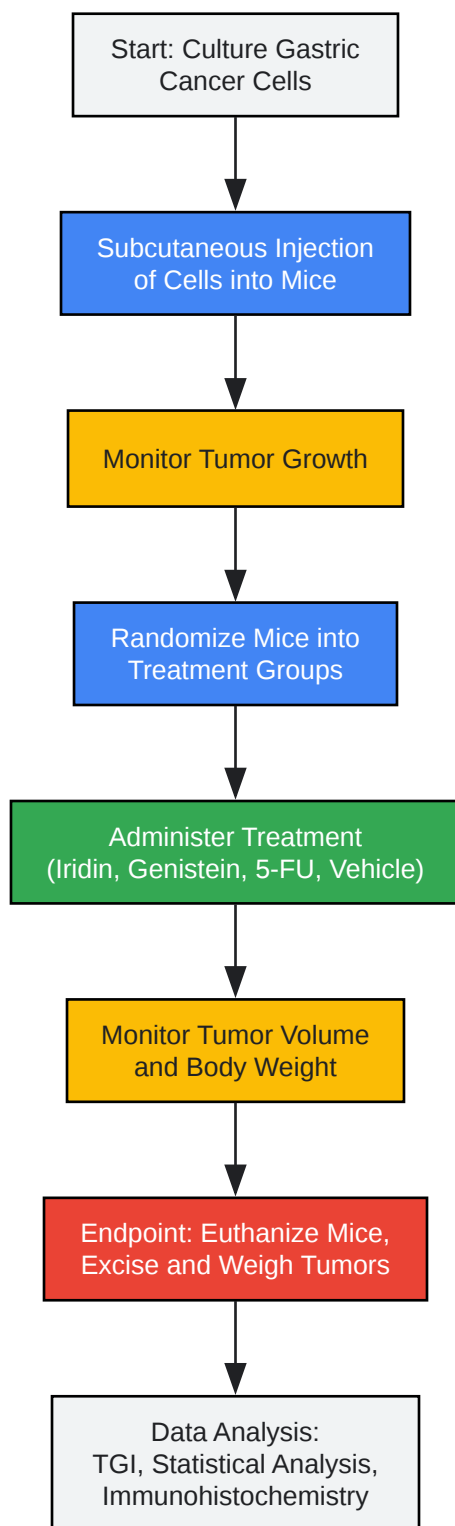 Start: Culture Gastric
Cancer Cells
Subcutaneous Injection
of Cells into Mice
Monitor Tumor Growth
Randomize Mice into
Treatment Groups
Administer Treatment
(Iridin, Genistein, 5-FU, Vehicle)
Monitor Tumor Volume
and Body Weight
Endpoint: Euthanize Mice,
Excise and Weigh Tumors
Data Analysis:
TGI, Statistical Analysis,
Immunohistochemistry